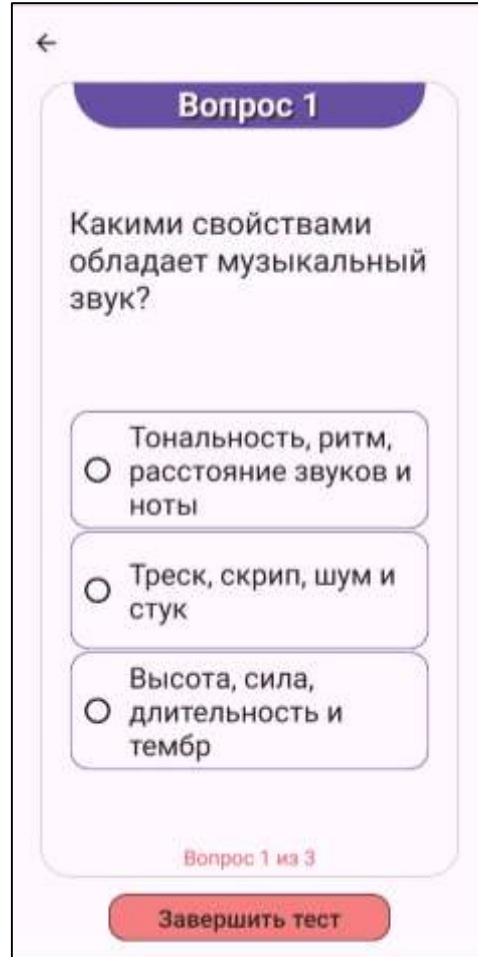 Вопрос 1
Какими свойствами
обладает музыкальный
звук?
Тональность, ритм,
расстояние звуков и
ноты
Треск, скрип, шум и
стук
Высота, сила,
длительность и
тембр
Вопрос 1 из 3
Завершить тест